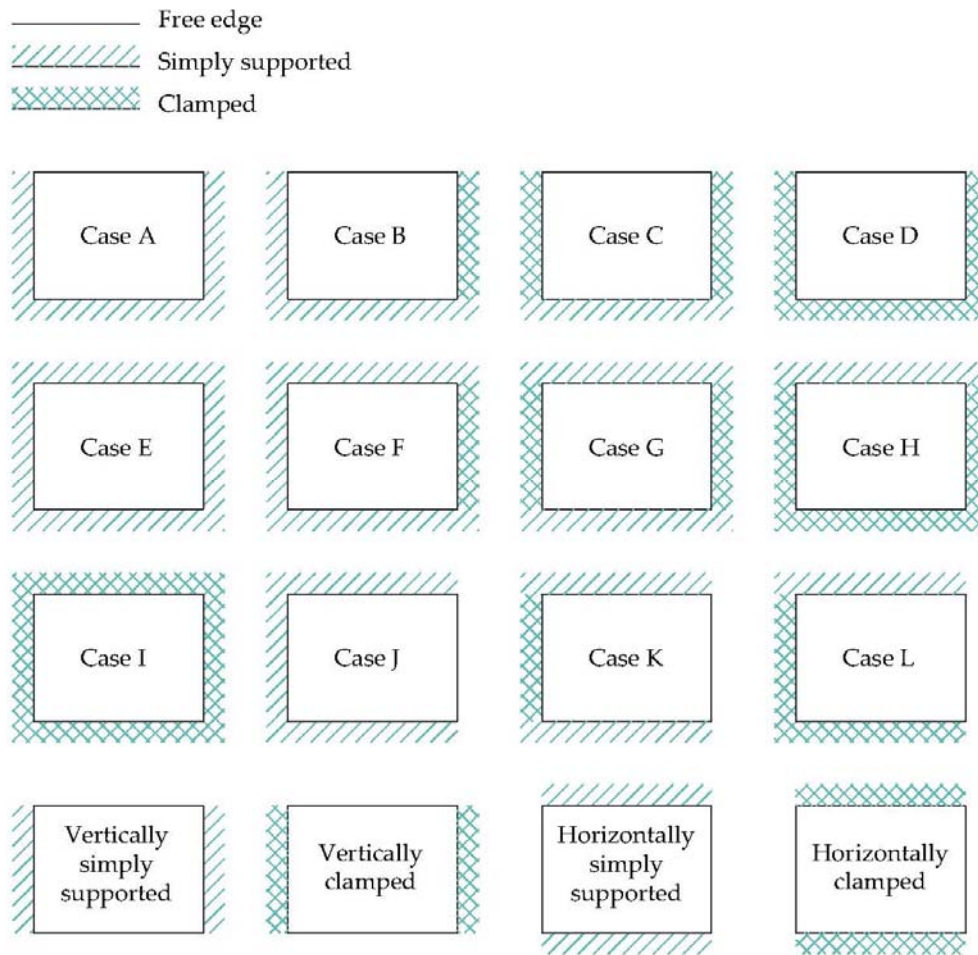 Free edge
Simply supported
Clamped
Case A
Case B
Case C
Case D
Case E
Case F
Case G
Case H
Case I
Case J
Case K
Case L
Vertically
simply
supported
Vertically
clamped
Horizontally
simply
supported
Horizontally
clamped